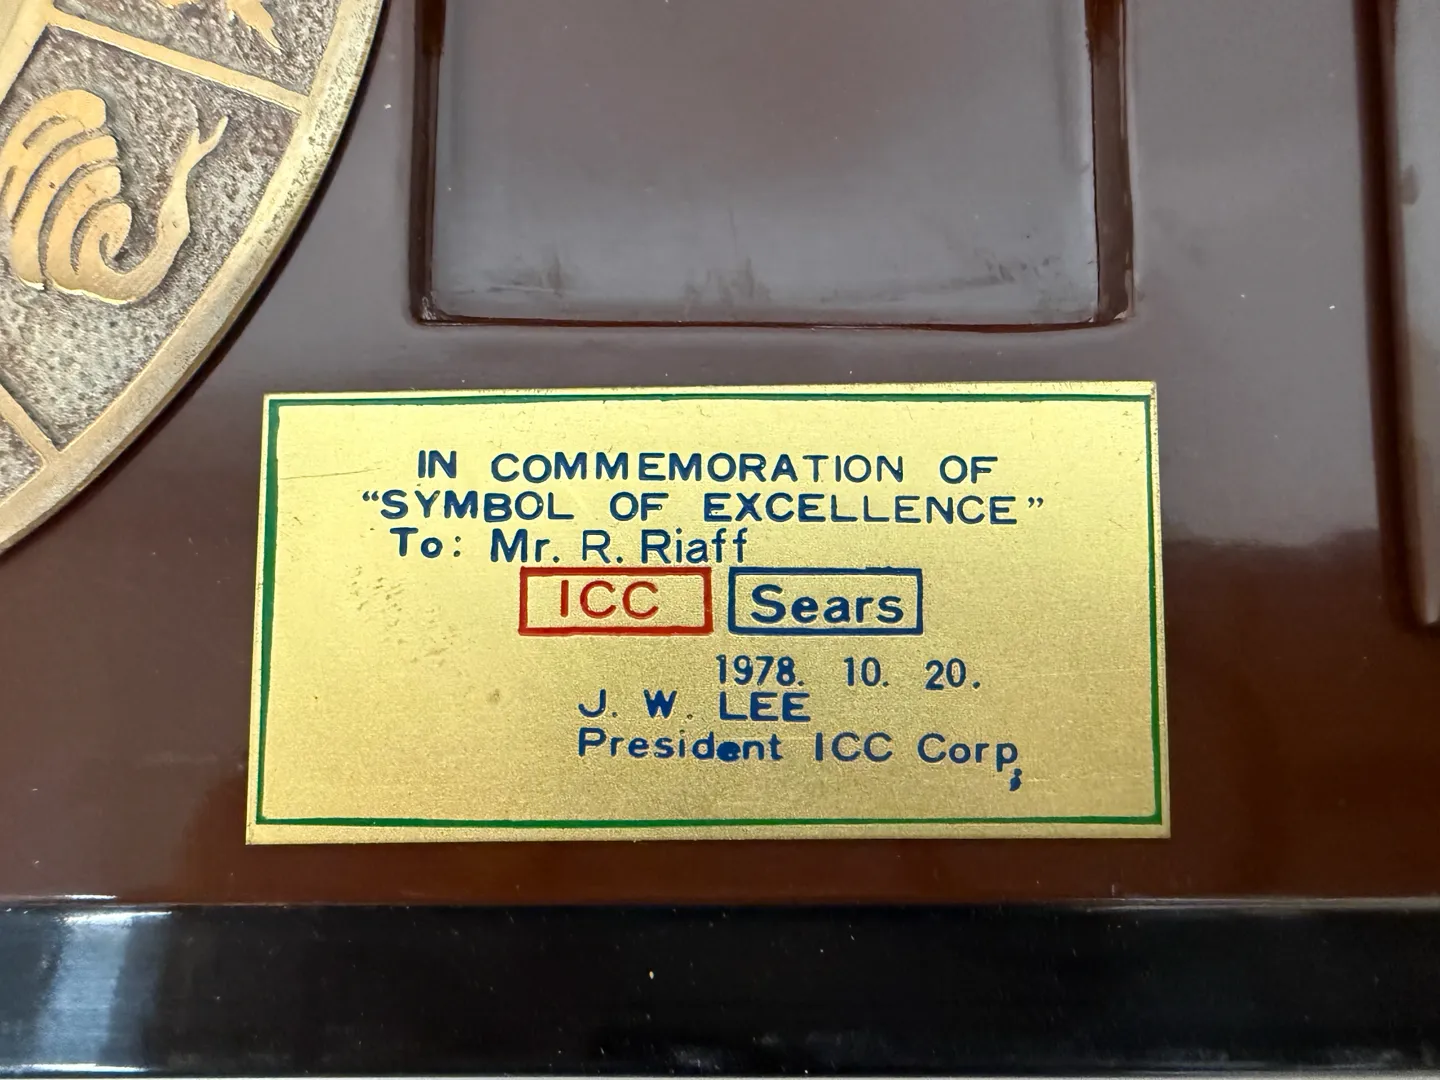 IN COMMEMORATION OF
“SYMBOL OF EXCELLENCE”
To: Mr. R. Riaff
ICC Sears
1978. 10. 20.
J. W. LEE
President ICC Corp;